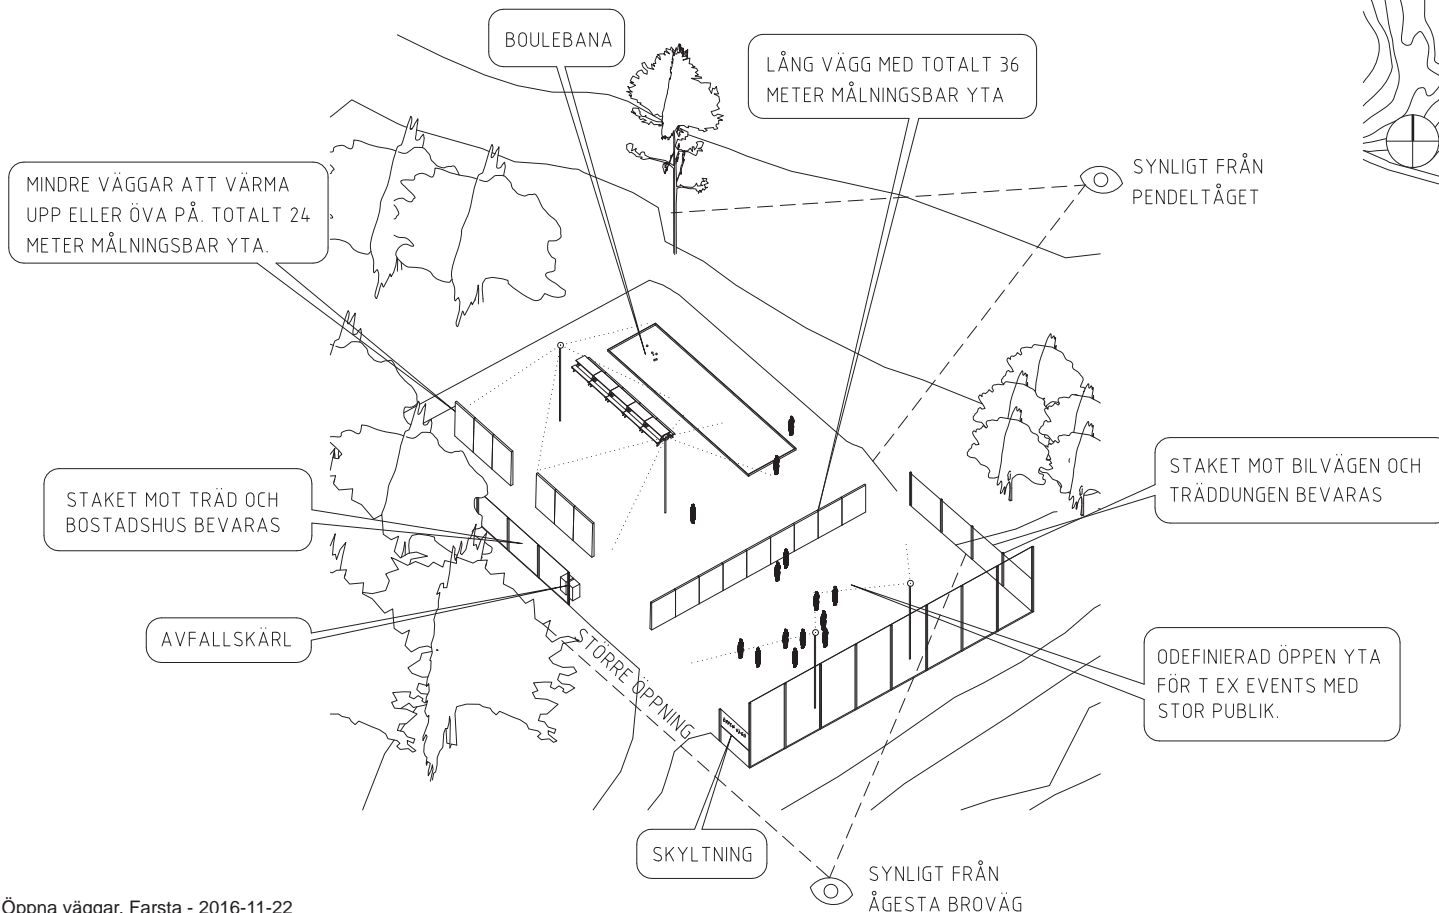 BOULEBANA
LÅNG VÄGG MED TOTALT 36
METER MÅLNINGSBAR YTA
SYNLIGT FRÅN
PENDELTÅGET
MINDRE VÄGGAR ATT VÄRMA
UPP ELLER ÖVA PÅ. TOTALT 24
METER MÅLNINGSBAR YTA.
STAKET MOT BILVÄGEN OCH
TRÄDDUNGEN BEVARAS
STAKET MOT TRÄD OCH
BOSTADSHUS BEVARAS
AVFALLSKÄRL
STÖRRE ÖPPNING
ODEFINIERAD ÖPPEN YTA
FÖR T EX EVENTS MED
STOR PUBLIK.
SKYLTNING
SYNLIGT FRÅN
ÅGESTA BROVÄG
Öppna väggar, Farsta - 2016-11-22